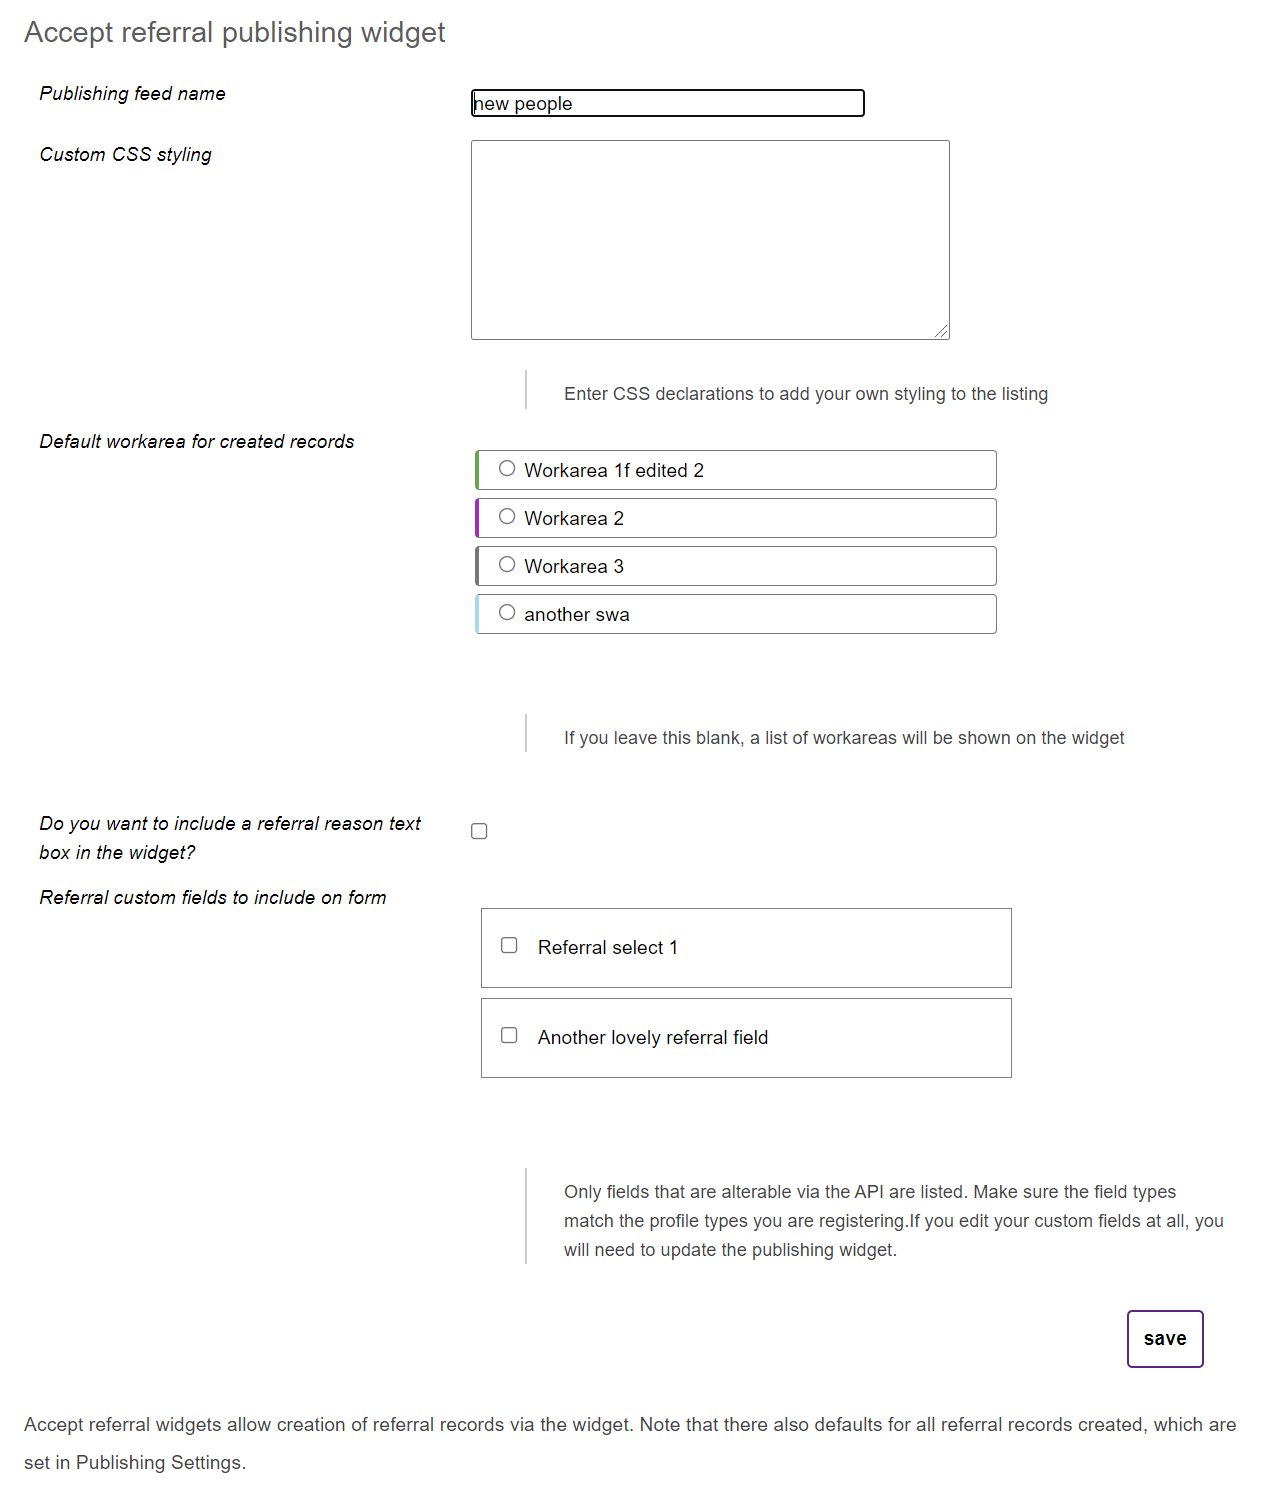 Accept referral publishing widget
Publishing feed name
new people
Custom CSS styling
Enter CSS declarations to add your own styling to the listing
Default workarea for created records
Workarea 1f edited 2
Workarea 2
Workarea 3
another swa
If you leave this blank, a list of workareas will be shown on the widget
Do you want to include a referral reason text
box in the widget?
Referral custom fields to include on form
Referral select 1
Another lovely referral field
Only fields that are alterable via the API are listed. Make sure the field types
match the profile types you are registering.If you edit your custom fields at all, you
will need to update the publishing widget.
save
Accept referral widgets allow creation of referral records via the widget. Note that there also defaults for all referral records created, which are
set in Publishing Settings.